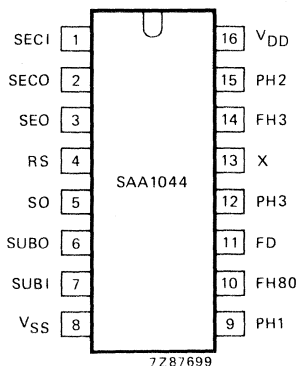 SECI 1
SECO 2
SEO 3
RS 4
SO 5
SUBO 6
SUBI 7
VSS 8
SAA1044
16 VDD
15 PH2
14 FH3
13 X
12 PH3
11 FD
10 FH80
9 PH1
7Z87699